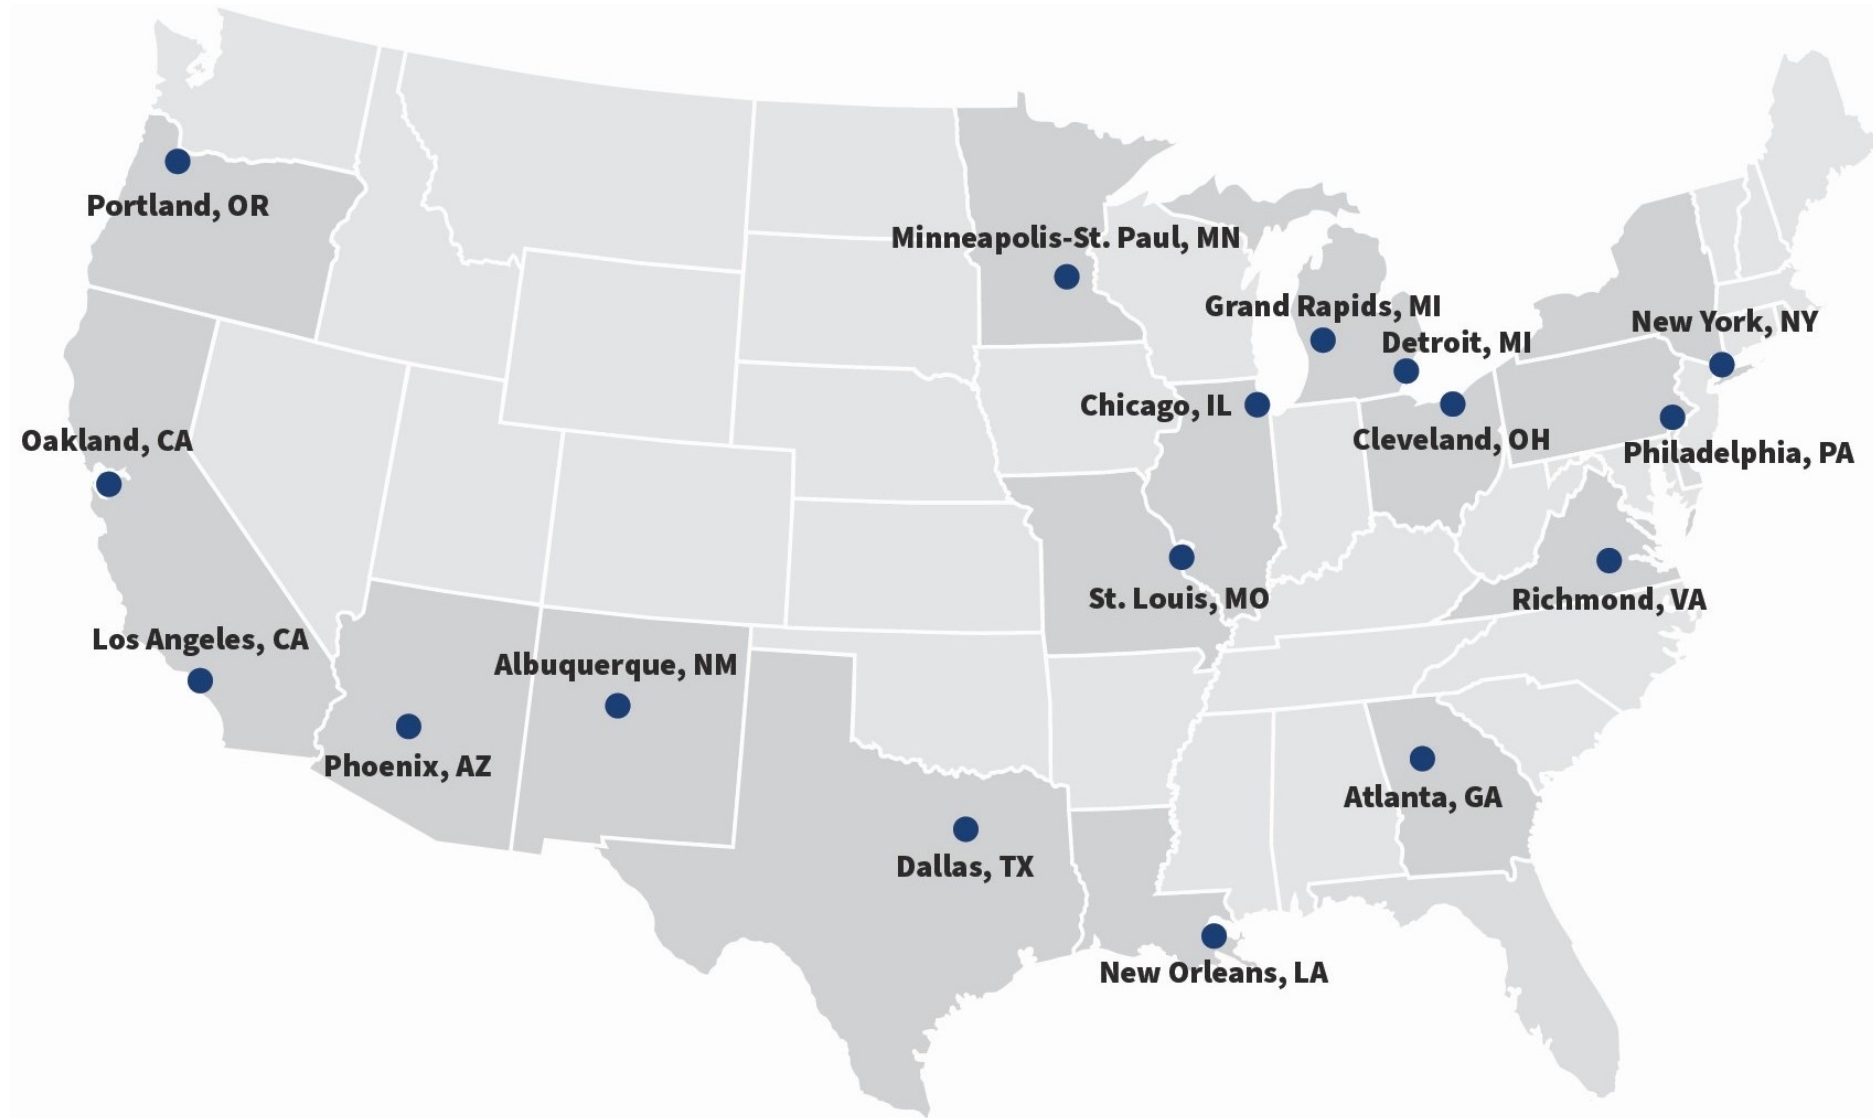 Portland, OR
Minneapolis-St. Paul, MN
Grand Rapids, MI
New York, NY
Detroit, MI
Chicago, IL
Oakland, CA
Cleveland, OH
Philadelphia, PA
St. Louis, MO
Richmond, VA
Los Angeles, CA
Albuquerque, NM
Phoenix, AZ
Atlanta, GA
Dallas, TX
New Orleans, LA